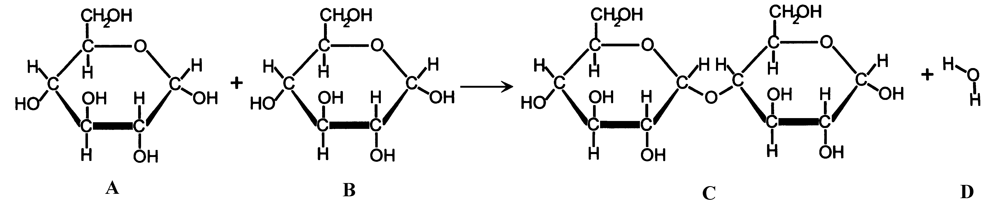 CH2OH CH2OH CH2OH CH2OH
C O C O C O C O
H H H H H H H H H H H H H
C OH H C + C OH H C → C OH H C O C OH H C + O
HO OH HO OH HO OH H
C C C C C C C C
H OH H OH H OH H OH
A B C D